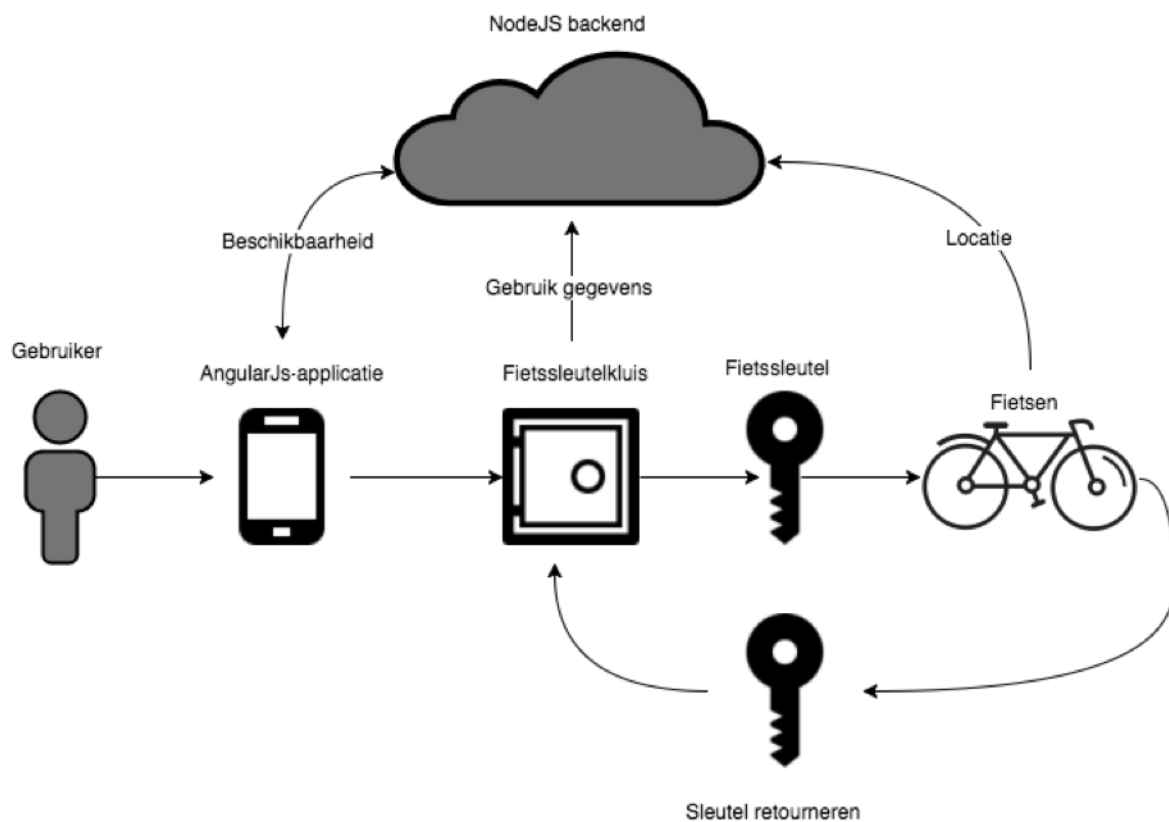 NodeJS backend
Beschikbaarheid
Locatie
Gebruik gegevens
Gebruiker
AngularJs-applicatie
Fietssleutelkluis
Fietssleutel
Fietsen
Sleutel retourneren